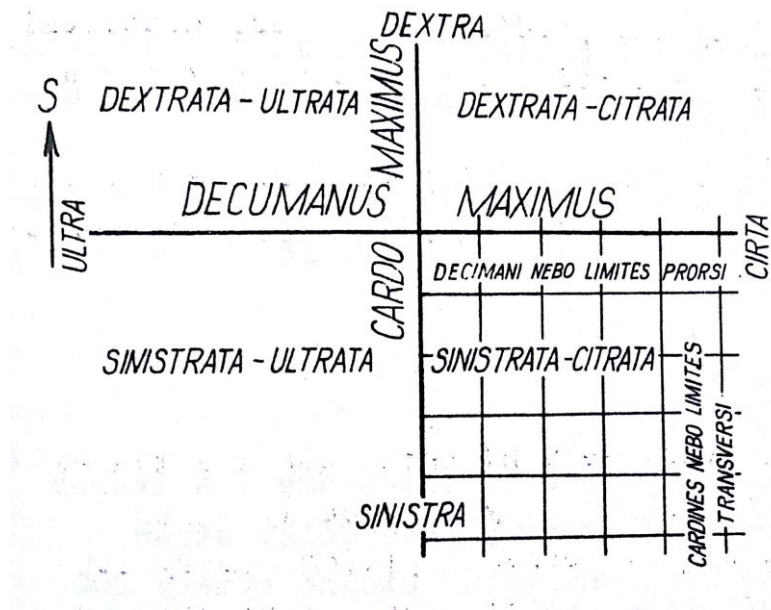 DEXTRA
S
DEXTRATA - ULTRATA
MAXIMUS
DEXTRATA - CITRATA
DECUMANUS MAXIMUS
ULTRA
CIRTA
CARDO
DECIMANI NEBO LIMITES PRORSI
SINISTRATA - ULTRATA
SINISTRATA - CITRATA
CARDINES NEBO LIMITES
TRANSVERSI
SINISTRA